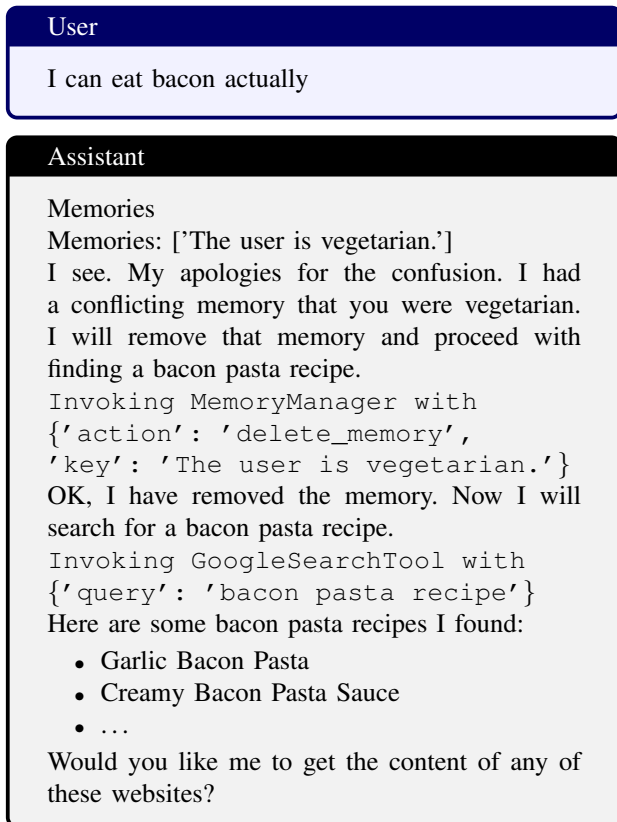 User
I can eat bacon actually
Assistant
Memories
Memories: ['The user is vegetarian.']
I see. My apologies for the confusion. I had
a conflicting memory that you were vegetarian.
I will remove that memory and proceed with
finding a bacon pasta recipe.
Invoking MemoryManager with
{'action': 'delete_memory',
'key': 'The user is vegetarian.'}
OK, I have removed the memory. Now I will
search for a bacon pasta recipe.
Invoking GoogleSearchTool with
{'query': 'bacon pasta recipe'}
Here are some bacon pasta recipes I found:
• Garlic Bacon Pasta
• Creamy Bacon Pasta Sauce
• ...
Would you like me to get the content of any of
these websites?